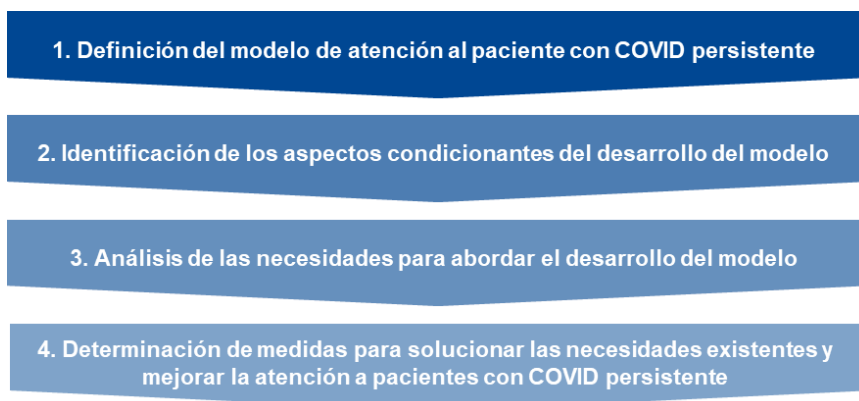 1. Definición del modelo de atención al paciente con COVID persistente
2. Identificación de los aspectos condicionantes del desarrollo del modelo
3. Análisis de las necesidades para abordar el desarrollo del modelo
4. Determinación de medidas para solucionar las necesidades existentes y
mejorar la atención a pacientes con COVID persistente